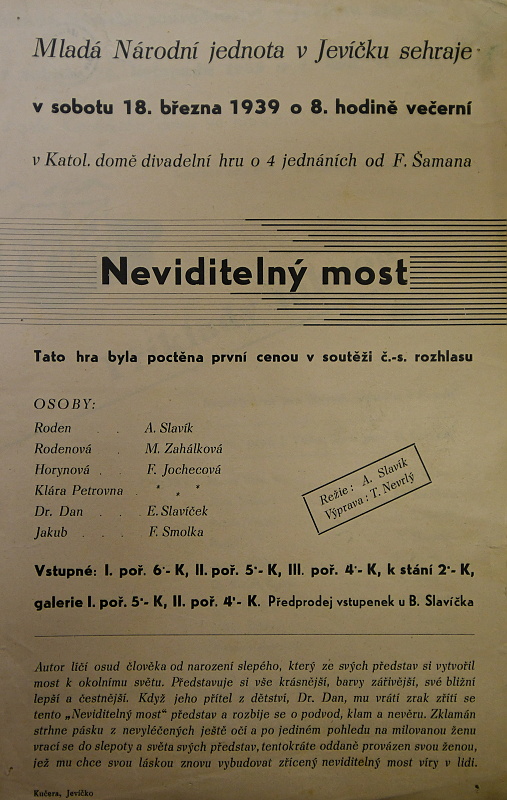 Mladá Národní jednota v Jevíčku sehraje
v sobotu 18. března 1939 o 8. hodině večerní
v Katol. domě divadelní hru o 4 jednáních od F. Šamana
Neviditelný most
Tato hra byla poctěna první cenou v soutěži č.-s. rozhlasu
OSOBY:
Roden . . A. Slavík
Rodenová . M. Zahálková
Horynová . . F. Jochecová
Klára Petrovna * * *
Dr. Dan . . . E. Slavíček
Jakub . . . F. Smolka
Režie: A. Slavík
Výprava: T. Nevrlý
Vstupné: I. poř. 6·- K, II. poř. 5·- K, III. poř. 4·- K, k stání 2·- K,
galerie I. poř. 5·- K, II. poř. 4·- K. Předprodej vstupenek u B. Slavíčka
Autor líčí osud člověka od narození slepého, který ze svých představ si vytvořil
most k okolnímu světu. Představuje si vše krásnější, barvy zářivější, své bližní
lepší a čestnější. Když jeho přítel z dětství, Dr. Dan, mu vrátí zrak zřítí se
tento „Neviditelný most" představ a rozbije se o podvod, klam a nevěru. Zklamán
strhne pásku z nevyléčených ještě očí a po jediném pohledu na milovanou ženu
vrací se do slepoty a světa svých představ, tentokráte oddaně provázen svou ženou,
jež mu chce svou láskou znovu vybudovat zřícený neviditelný most víry v lidi.
Kučera, Jevíčko